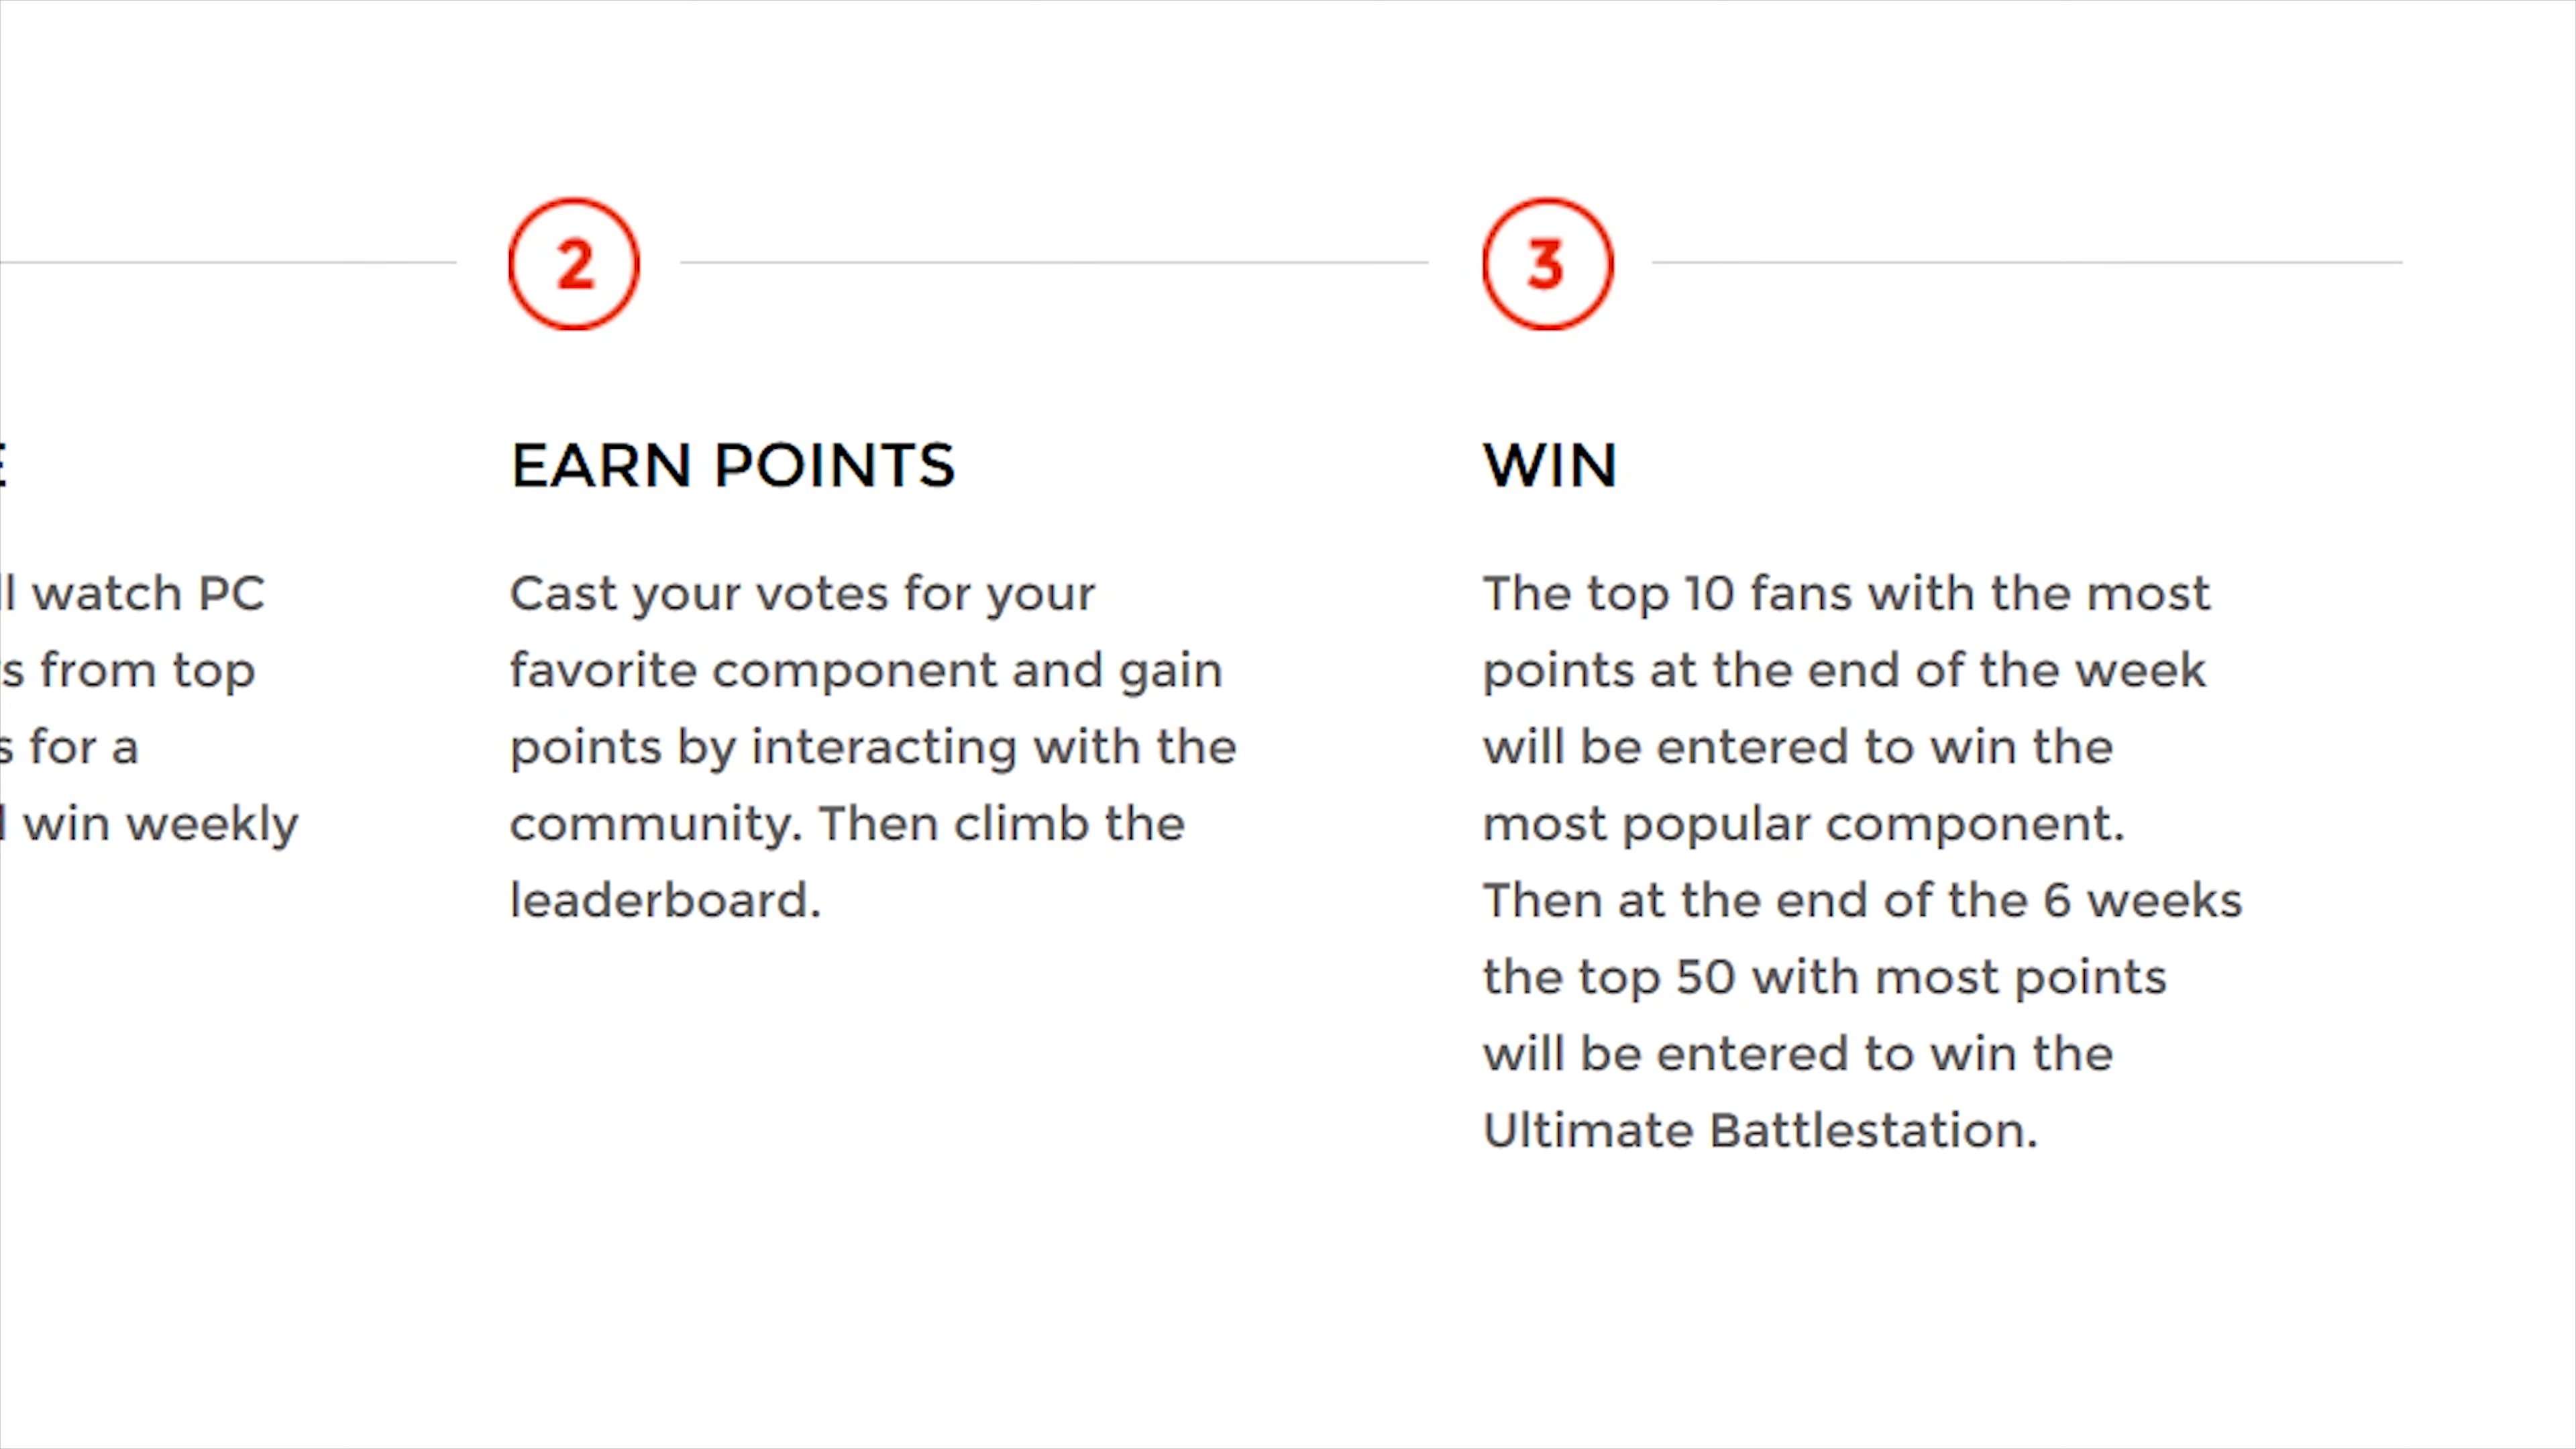 2
3
EARN POINTS
WIN
watch PC
from top
for a
win weekly
Cast your votes for your
favorite component and gain
points by interacting with the
community. Then climb the
leaderboard.
The top 10 fans with the most
points at the end of the week
will be entered to win the
most popular component.
Then at the end of the 6 weeks
the top 50 with most points
will be entered to win the
Ultimate Battlestation.